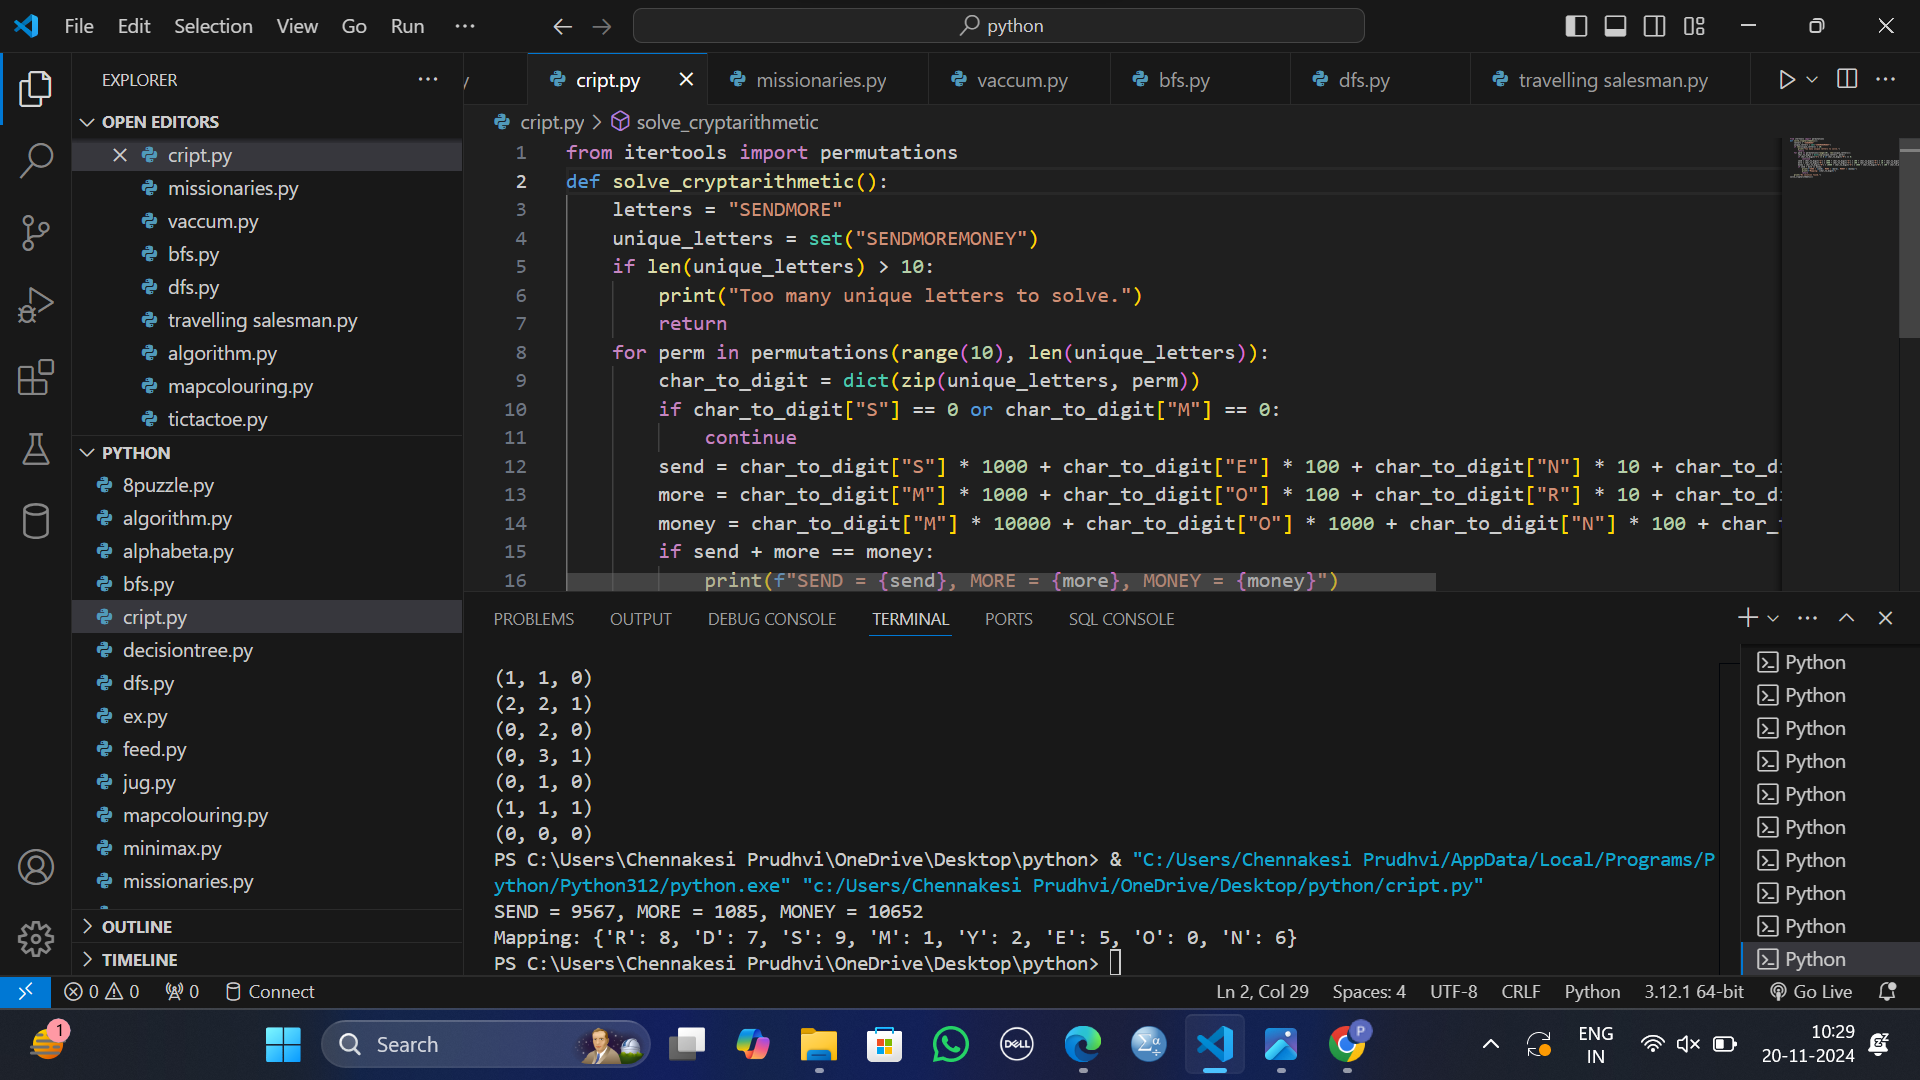 File Edit Selection View Go Run ···
python
EXPLORER ···
OPEN EDITORS
cript.py
missionaries.py
vaccum.py
bfs.py
dfs.py
travelling salesman.py
algorithm.py
mapcolouring.py
tictactoe.py
PYTHON
8puzzle.py
algorithm.py
alphabeta.py
bfs.py
cript.py
decisiontree.py
dfs.py
ex.py
feed.py
jug.py
mapcolouring.py
minimax.py
missionaries.py
OUTLINE
TIMELINE
cript.py missionaries.py vaccum.py bfs.py dfs.py travelling salesman.py
cript.py > solve_cryptarithmetic
1 from itertools import permutations
2 def solve_cryptarithmetic():
3 letters = "SENDMORE"
4 unique_letters = set("SENDMOREMONEY")
5 if len(unique_letters) > 10:
6 print("Too many unique letters to solve.")
7 return
8 for perm in permutations(range(10), len(unique_letters)):
9 char_to_digit = dict(zip(unique_letters, perm))
10 if char_to_digit["S"] == 0 or char_to_digit["M"] == 0:
11 continue
12 send = char_to_digit["S"] * 1000 + char_to_digit["E"] * 100 + char_to_digit["N"] * 10 + char_to_di
13 more = char_to_digit["M"] * 1000 + char_to_digit["O"] * 100 + char_to_digit["R"] * 10 + char_to_di
14 money = char_to_digit["M"] * 10000 + char_to_digit["O"] * 1000 + char_to_digit["N"] * 100 + char_
15 if send + more == money:
16 print(f"SEND = {send}, MORE = {more}, MONEY = {money}")
PROBLEMS OUTPUT DEBUG CONSOLE TERMINAL PORTS SQL CONSOLE
(1, 1, 0)
(2, 2, 1)
(0, 2, 0)
(0, 3, 1)
(0, 1, 0)
(1, 1, 1)
(0, 0, 0)
PS C:\Users\Chennakesi Prudhvi\OneDrive\Desktop\python> & "C:/Users/Chennakesi Prudhvi/AppData/Local/Programs/P
ython/Python312/python.exe" "c:/Users/Chennakesi Prudhvi/OneDrive/Desktop/python/cript.py"
SEND = 9567, MORE = 1085, MONEY = 10652
Mapping: {'R': 8, 'D': 7, 'S': 9, 'M': 1, 'Y': 2, 'E': 5, 'O': 0, 'N': 6}
PS C:\Users\Chennakesi Prudhvi\OneDrive\Desktop\python>
Python
Python
Python
Python
Python
Python
Python
Python
Python
Python
0 0 0 Connect
Ln 2, Col 29 Spaces: 4 UTF-8 CRLF Python 3.12.1 64-bit Go Live
1
Search
DELL
P
ENG
IN
10:29
20-11-2024